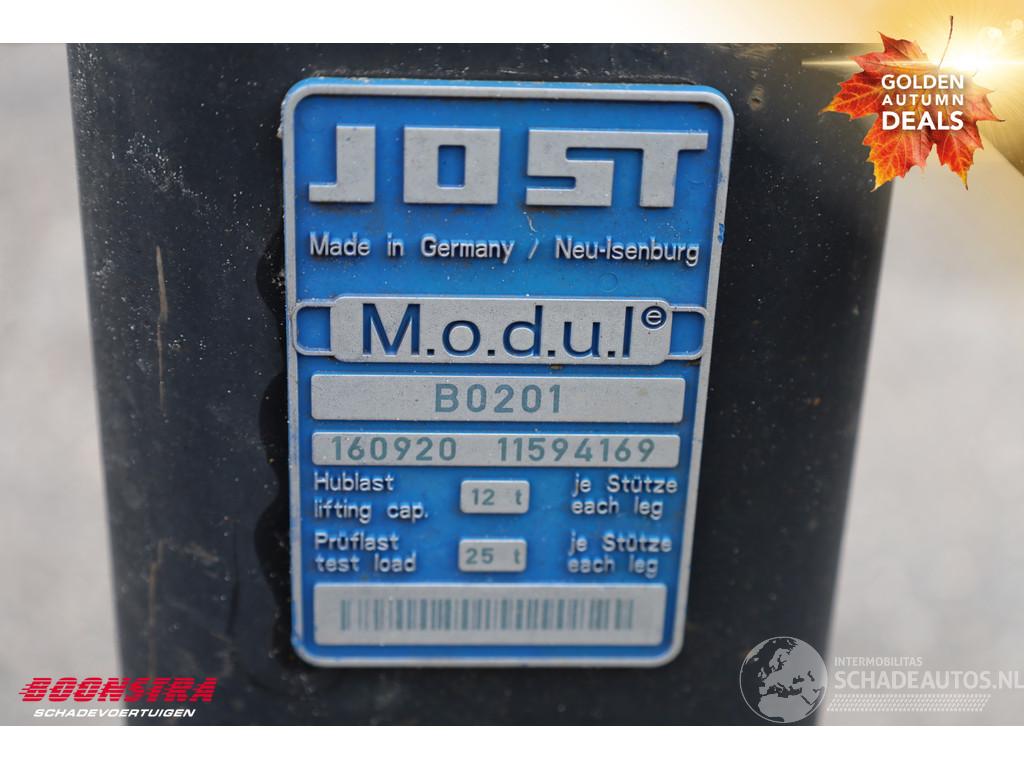 GOLDEN
AUTUMN
DEALS
JOST
Made in Germany / Neu-Isenburg
M.o.d.u.l e
B0201
160920 11594169
Hublast 12 t je Stütze
lifting cap. each leg
Prüflast 25 t je Stütze
test load each leg
BOONSTRA
SCHADEVOERTUIGEN
INTERMOBILITAS
SCHADEAUTOS.NL